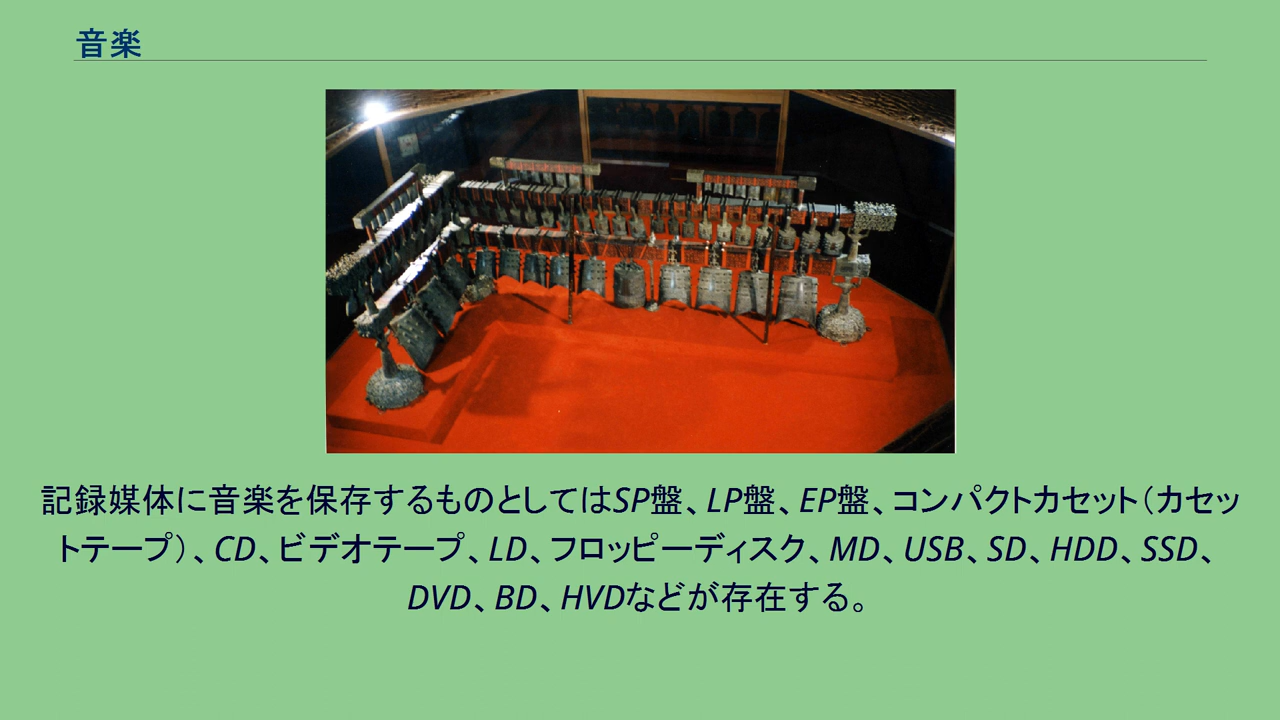 音楽
記録媒体に音楽を保存するものとしてはSP盤、LP盤、EP盤、コンパクトカセット（カセッ
トテープ）、CD、ビデオテープ、LD、フロッピーディスク、MD、USB、SD、HDD、SSD、
DVD、BD、HVDなどが存在する。